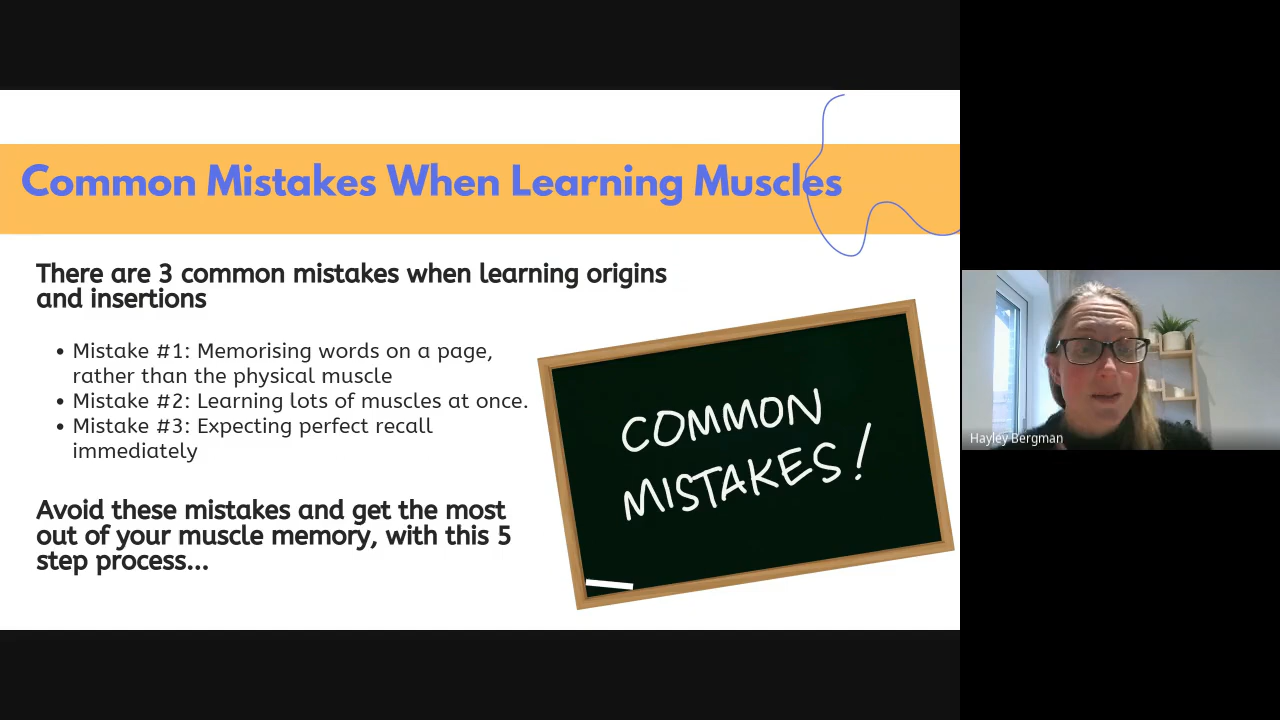 Common Mistakes When Learning Muscles
There are 3 common mistakes when learning origins
and insertions
• Mistake #1: Memorising words on a page,
rather than the physical muscle
• Mistake #2: Learning lots of muscles at once.
• Mistake #3: Expecting perfect recall
immediately
Avoid these mistakes and get the most
out of your muscle memory, with this 5
step process...
COMMON
MISTAKES!
Hayley Bergman